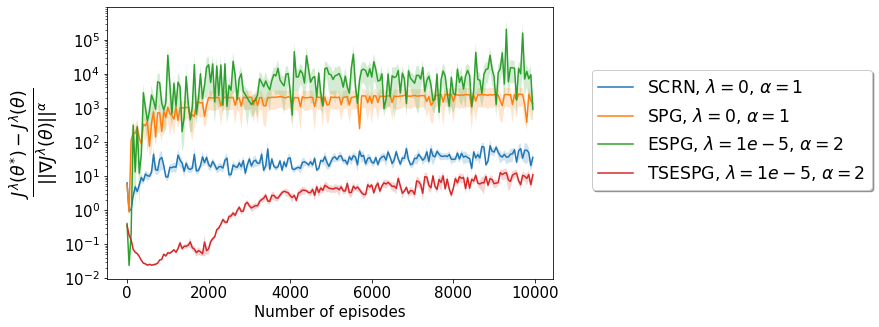 J^λ(θ*) − J^λ(θ)
||∇J^λ(θ)||^α
10^5
10^4
10^3
10^2
10^1
10^0
10^−1
10^−2
0 2000 4000 6000 8000 10000
Number of episodes
SCRN, λ = 0, α = 1
SPG, λ = 0, α = 1
ESPG, λ = 1e − 5, α = 2
TSESPG, λ = 1e − 5, α = 2